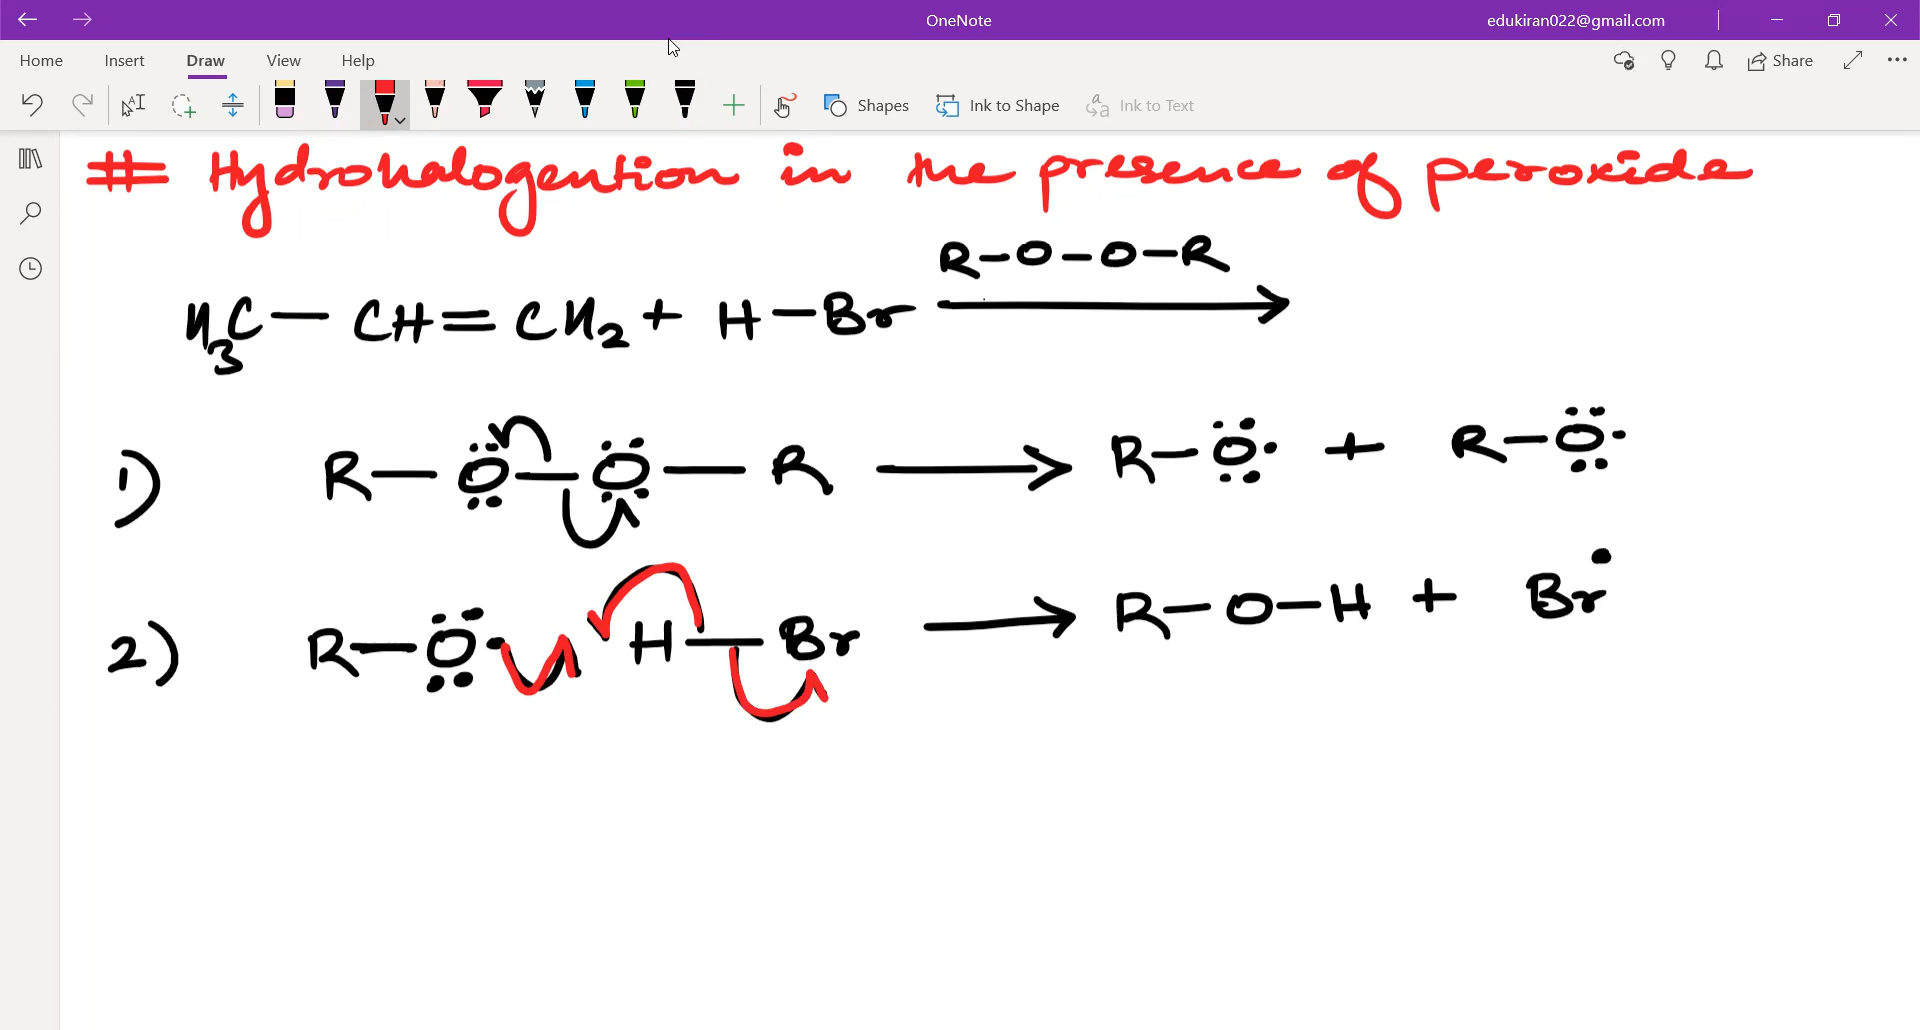 OneNote
edukiran022@gmail.com
Home Insert Draw View Help Share
Shapes Ink to Shape Ink to Text
# Hydrohalogention in the presence of peroxide
R-O-O-R
H3C-CH=CH2 + H-Br →
1) R-O-O-R → R-O· + R-O·
2) R-O· H-Br → R-O-H + Br·